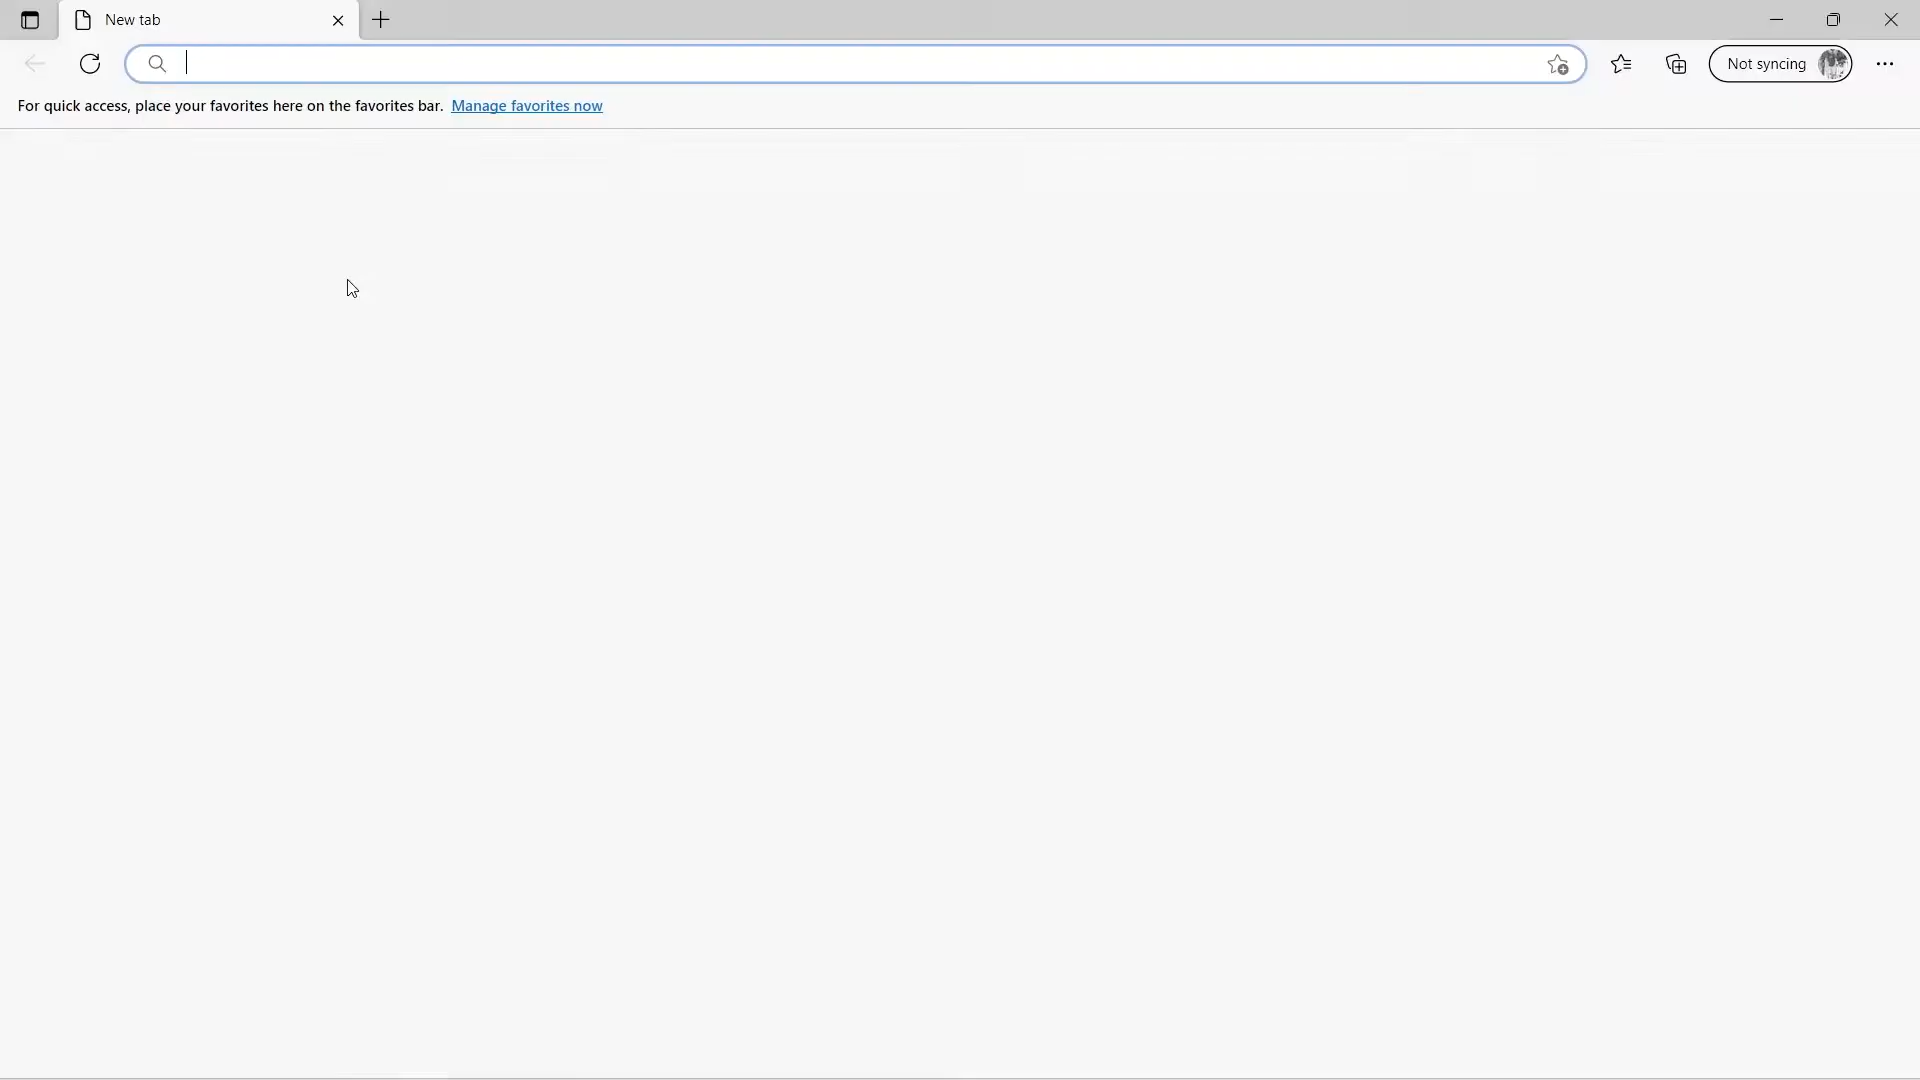 New tab
Not syncing
For quick access, place your favorites here on the favorites bar. Manage favorites now